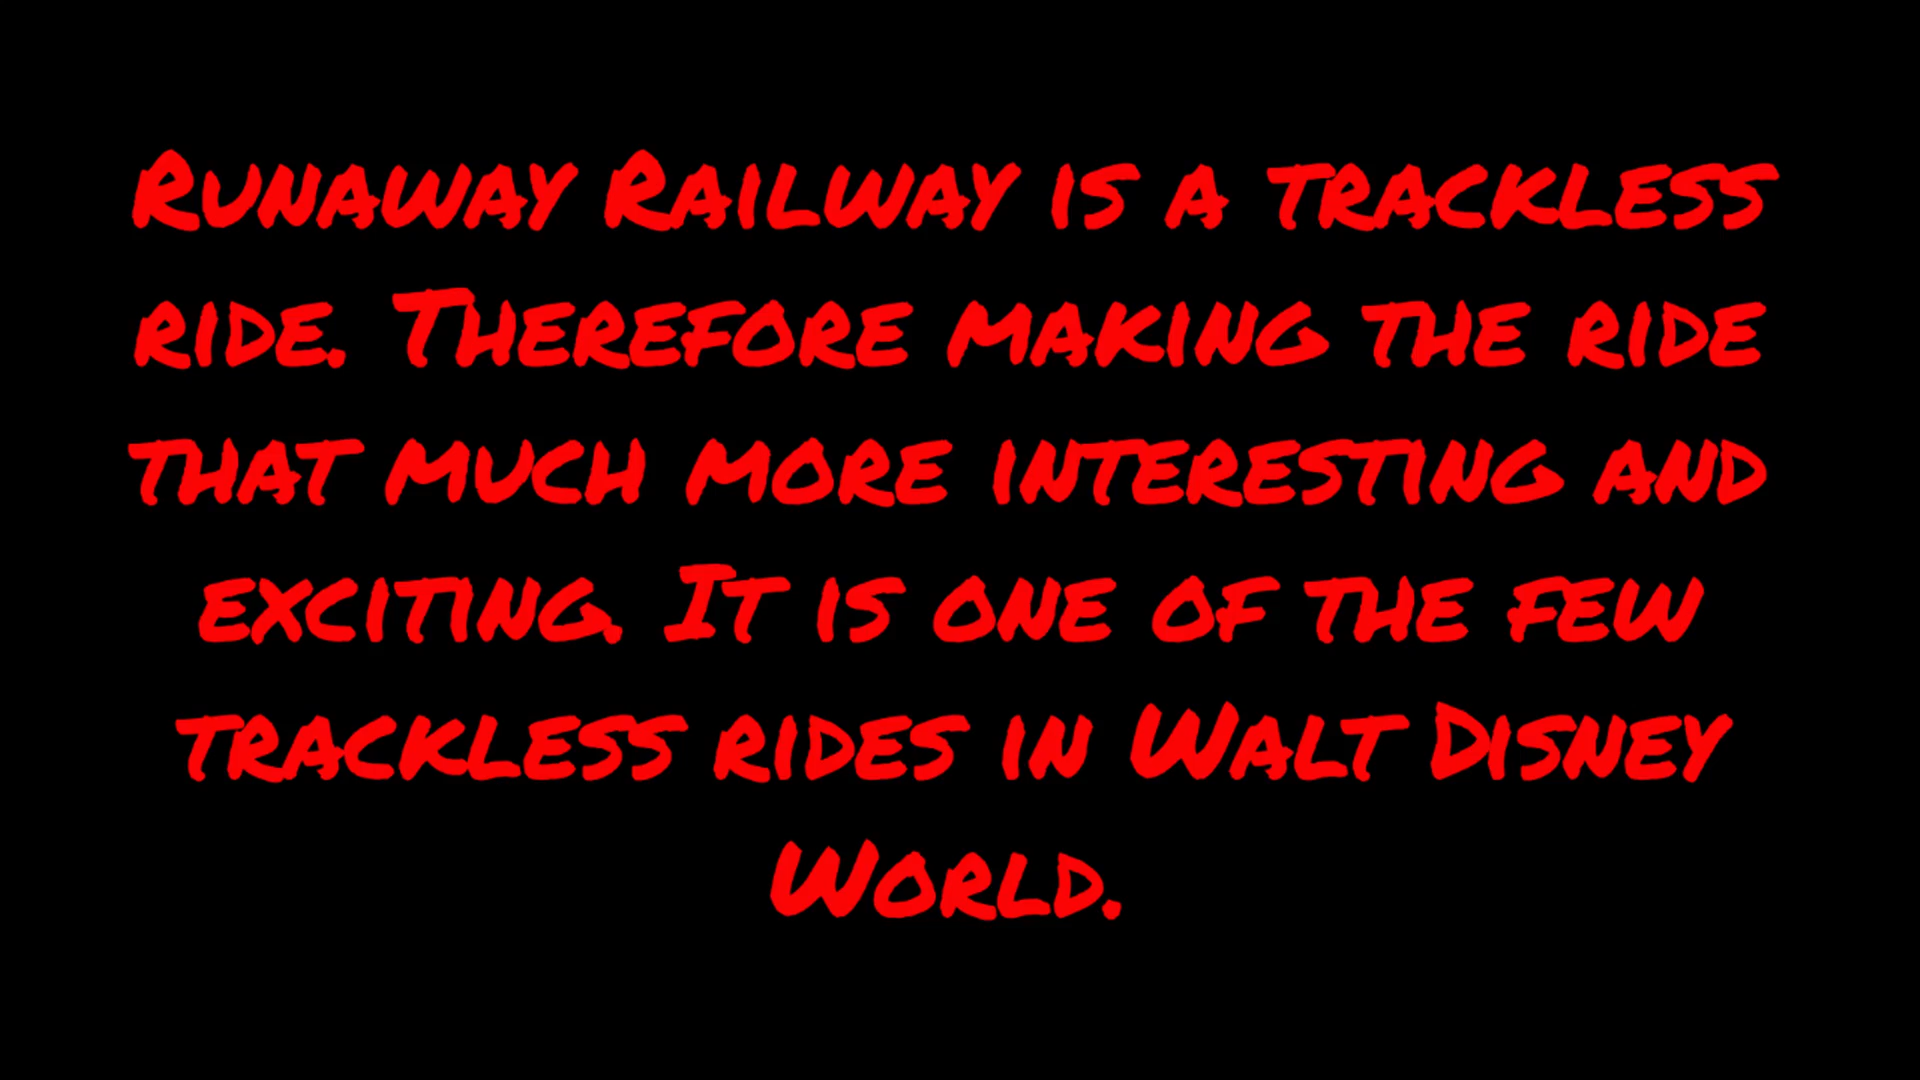 Runaway Railway is a trackless
ride. Therefore making the ride
that much more interesting and
exciting. It is one of the few
trackless rides in Walt Disney
World.